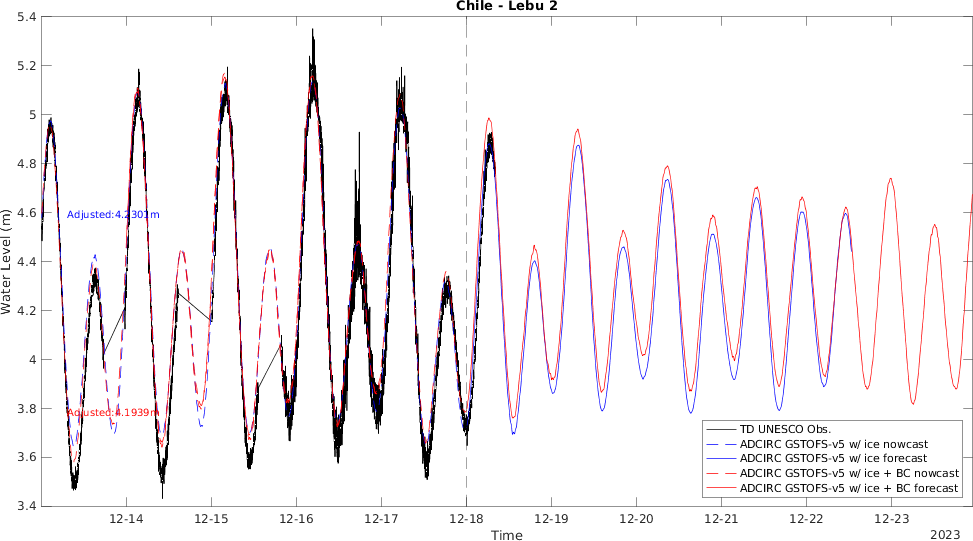 Chile - Lebu 2
5.4
5.2
5
4.8
4.6
4.4
4.2
4
3.8
3.6
3.4
Water Level (m)
Adjusted:4.2301m
Adjusted:4.1939m
TD UNESCO Obs.
ADCIRC GSTOFS-v5 w/ ice nowcast
ADCIRC GSTOFS-v5 w/ ice forecast
ADCIRC GSTOFS-v5 w/ ice + BC nowcast
ADCIRC GSTOFS-v5 w/ ice + BC forecast
12-14 12-15 12-16 12-17 12-18 12-19 12-20 12-21 12-22 12-23
Time
2023